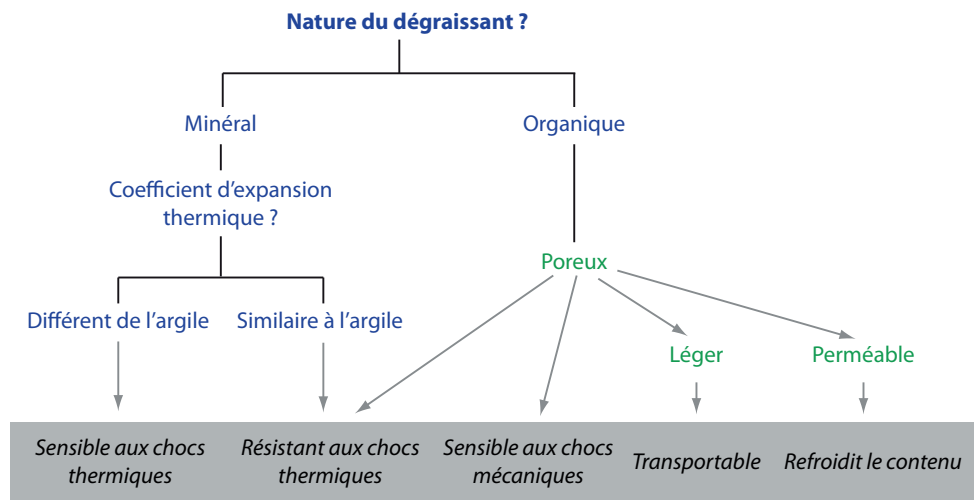 Nature du dégraissant ?
Minéral
Organique
Coefficient d'expansion
thermique ?
Poreux
Différent de l'argile
Similaire à l'argile
Léger
Perméable
Sensible aux chocs
thermiques
Résistant aux chocs
thermiques
Sensible aux chocs
mécaniques
Transportable
Refroidit le contenu